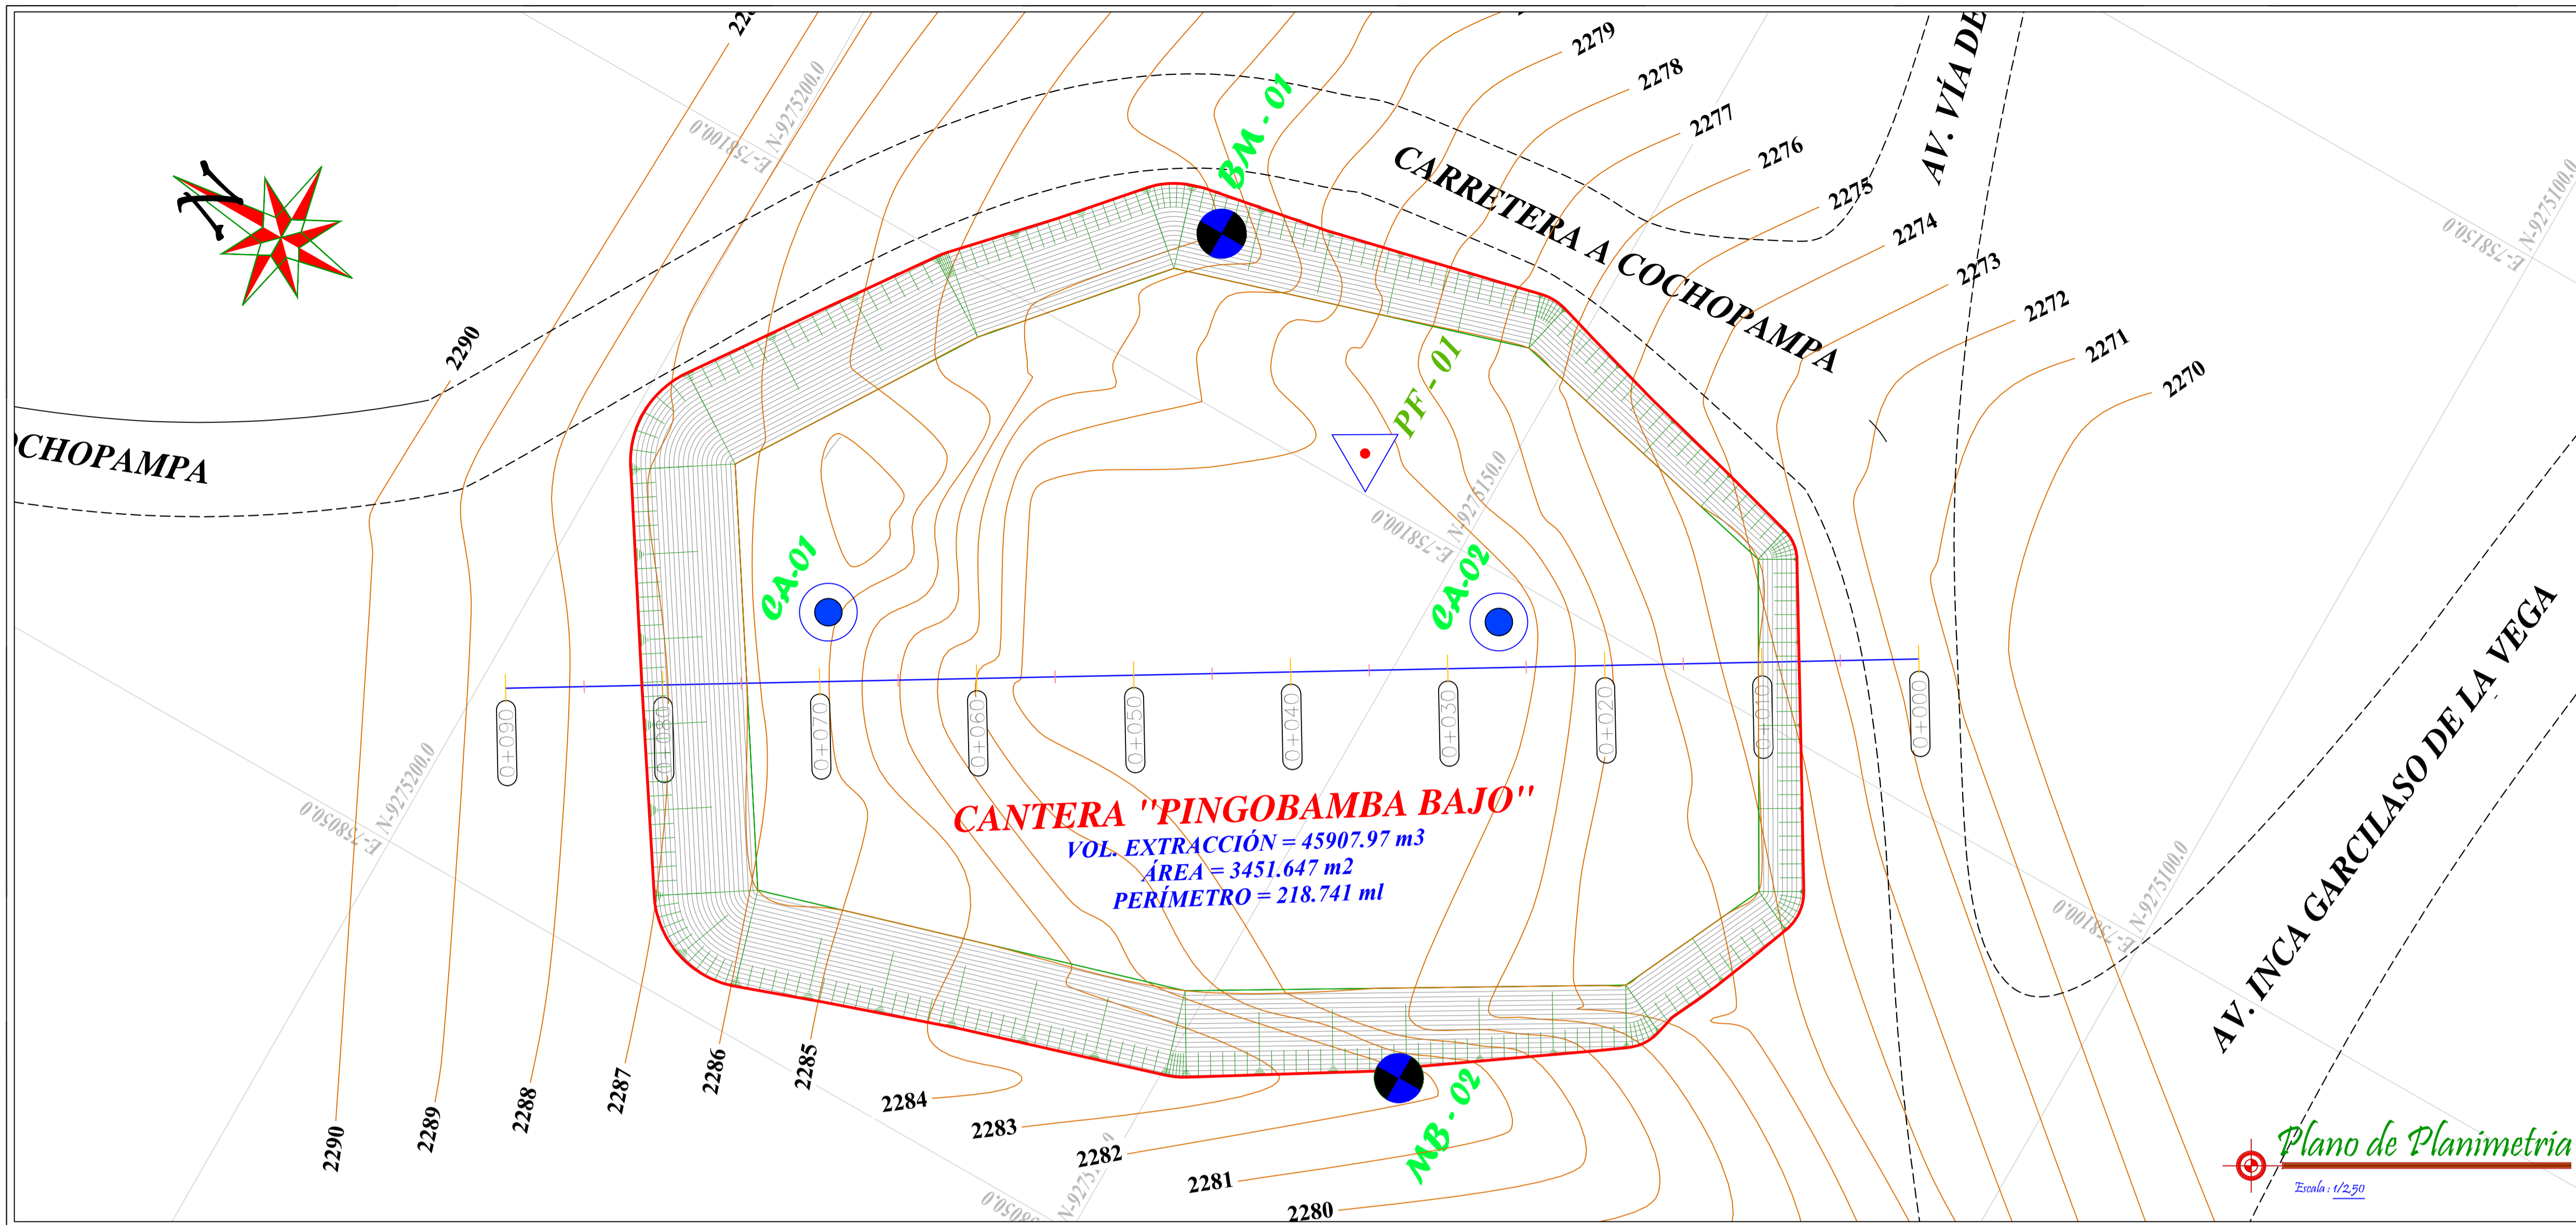 2279
2278
2277
2276
2275
2274
2273
2272
2271
2270
AV. VÍA DE
BM - 01
CARRETERA A COCHOPAMPA
N-9275200.0
E-758100.0
N-9275100.0
E-758150.0
2290
OCHOPAMPA
PF - 01
N-9275150.0
E-758100.0
CA-01
CA-02
0+090
0+080
0+070
0+060
0+050
0+040
0+030
0+020
0+010
0+000
N-9275200.0
E-758050.0
CANTERA "PINGOBAMBA BAJO"
VOL. EXTRACCIÓN = 45907.97 m3
ÁREA = 3451.647 m2
PERÍMETRO = 218.741 ml
N-9275100.0
E-758100.0
AV. INCA GARCILASO DE LA VEGA
2290
2289
2288
2287
2286
2285
2284
2283
2282
2281
2280
MB - 02
Plano de Planimetria
Escala : 1/250